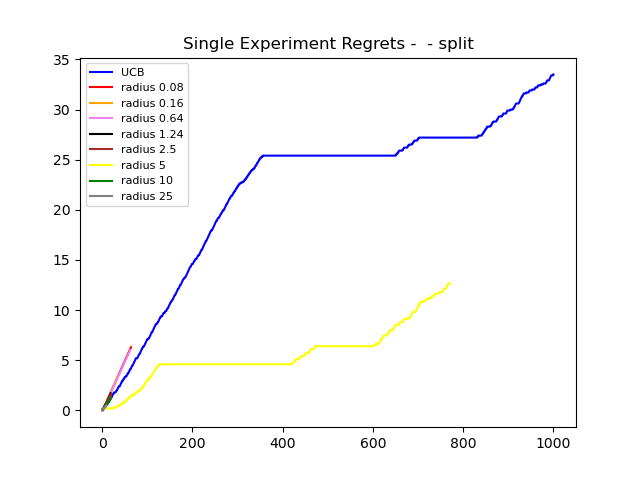 Single Experiment Regrets -  - split
35
30
25
20
15
10
5
0
UCB
radius 0.08
radius 0.16
radius 0.64
radius 1.24
radius 2.5
radius 5
radius 10
radius 25
0 200 400 600 800 1000